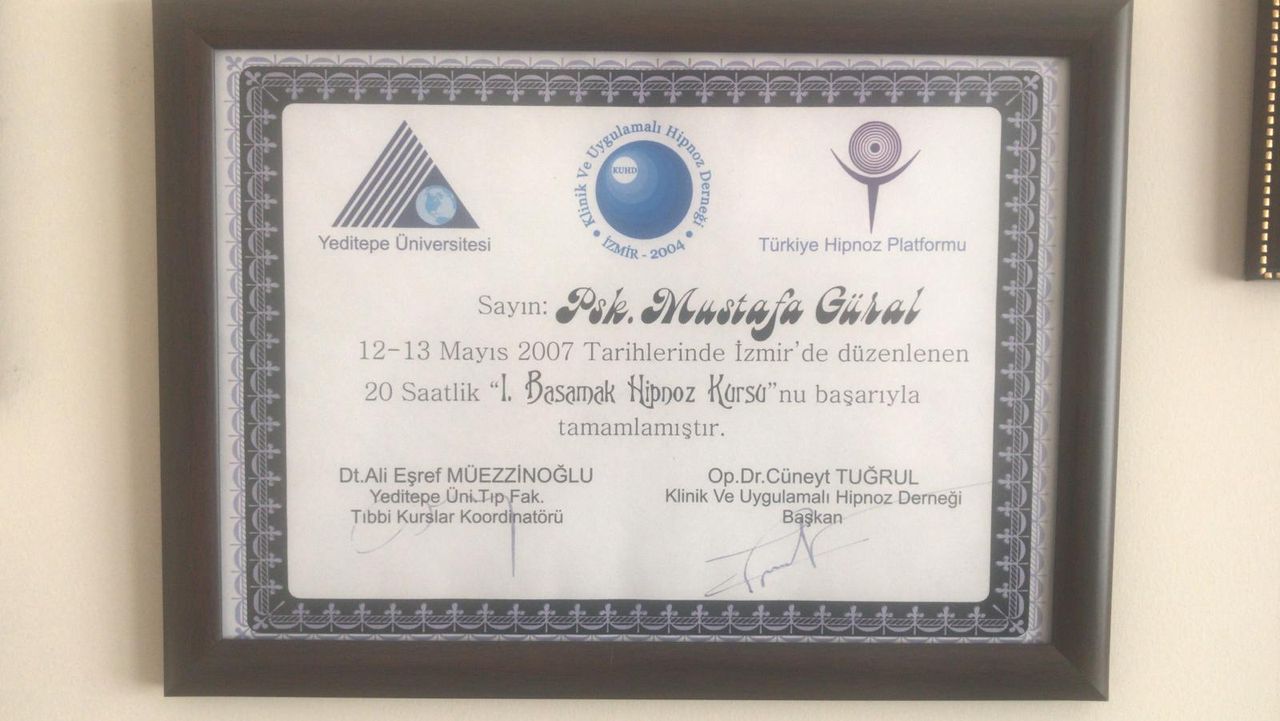 Yeditepe Üniversitesi
Klinik Ve Uygulamalı Hipnoz Derneği
KUHD
• İZMİR - 2004 •
Türkiye Hipnoz Platformu
Sayın: Psk. Mustafa Güral
12-13 Mayıs 2007 Tarihlerinde İzmir'de düzenlenen
20 Saatlik “I. Basamak Hipnoz Kursu”nu başarıyla
tamamlamıştır.
Dt.Ali Eşref MÜEZZİNOĞLU
Yeditepe Üni.Tıp Fak.
Tıbbi Kurslar Koordinatörü
Op.Dr.Cüneyt TUĞRUL
Klinik Ve Uygulamalı Hipnoz Derneği
Başkan